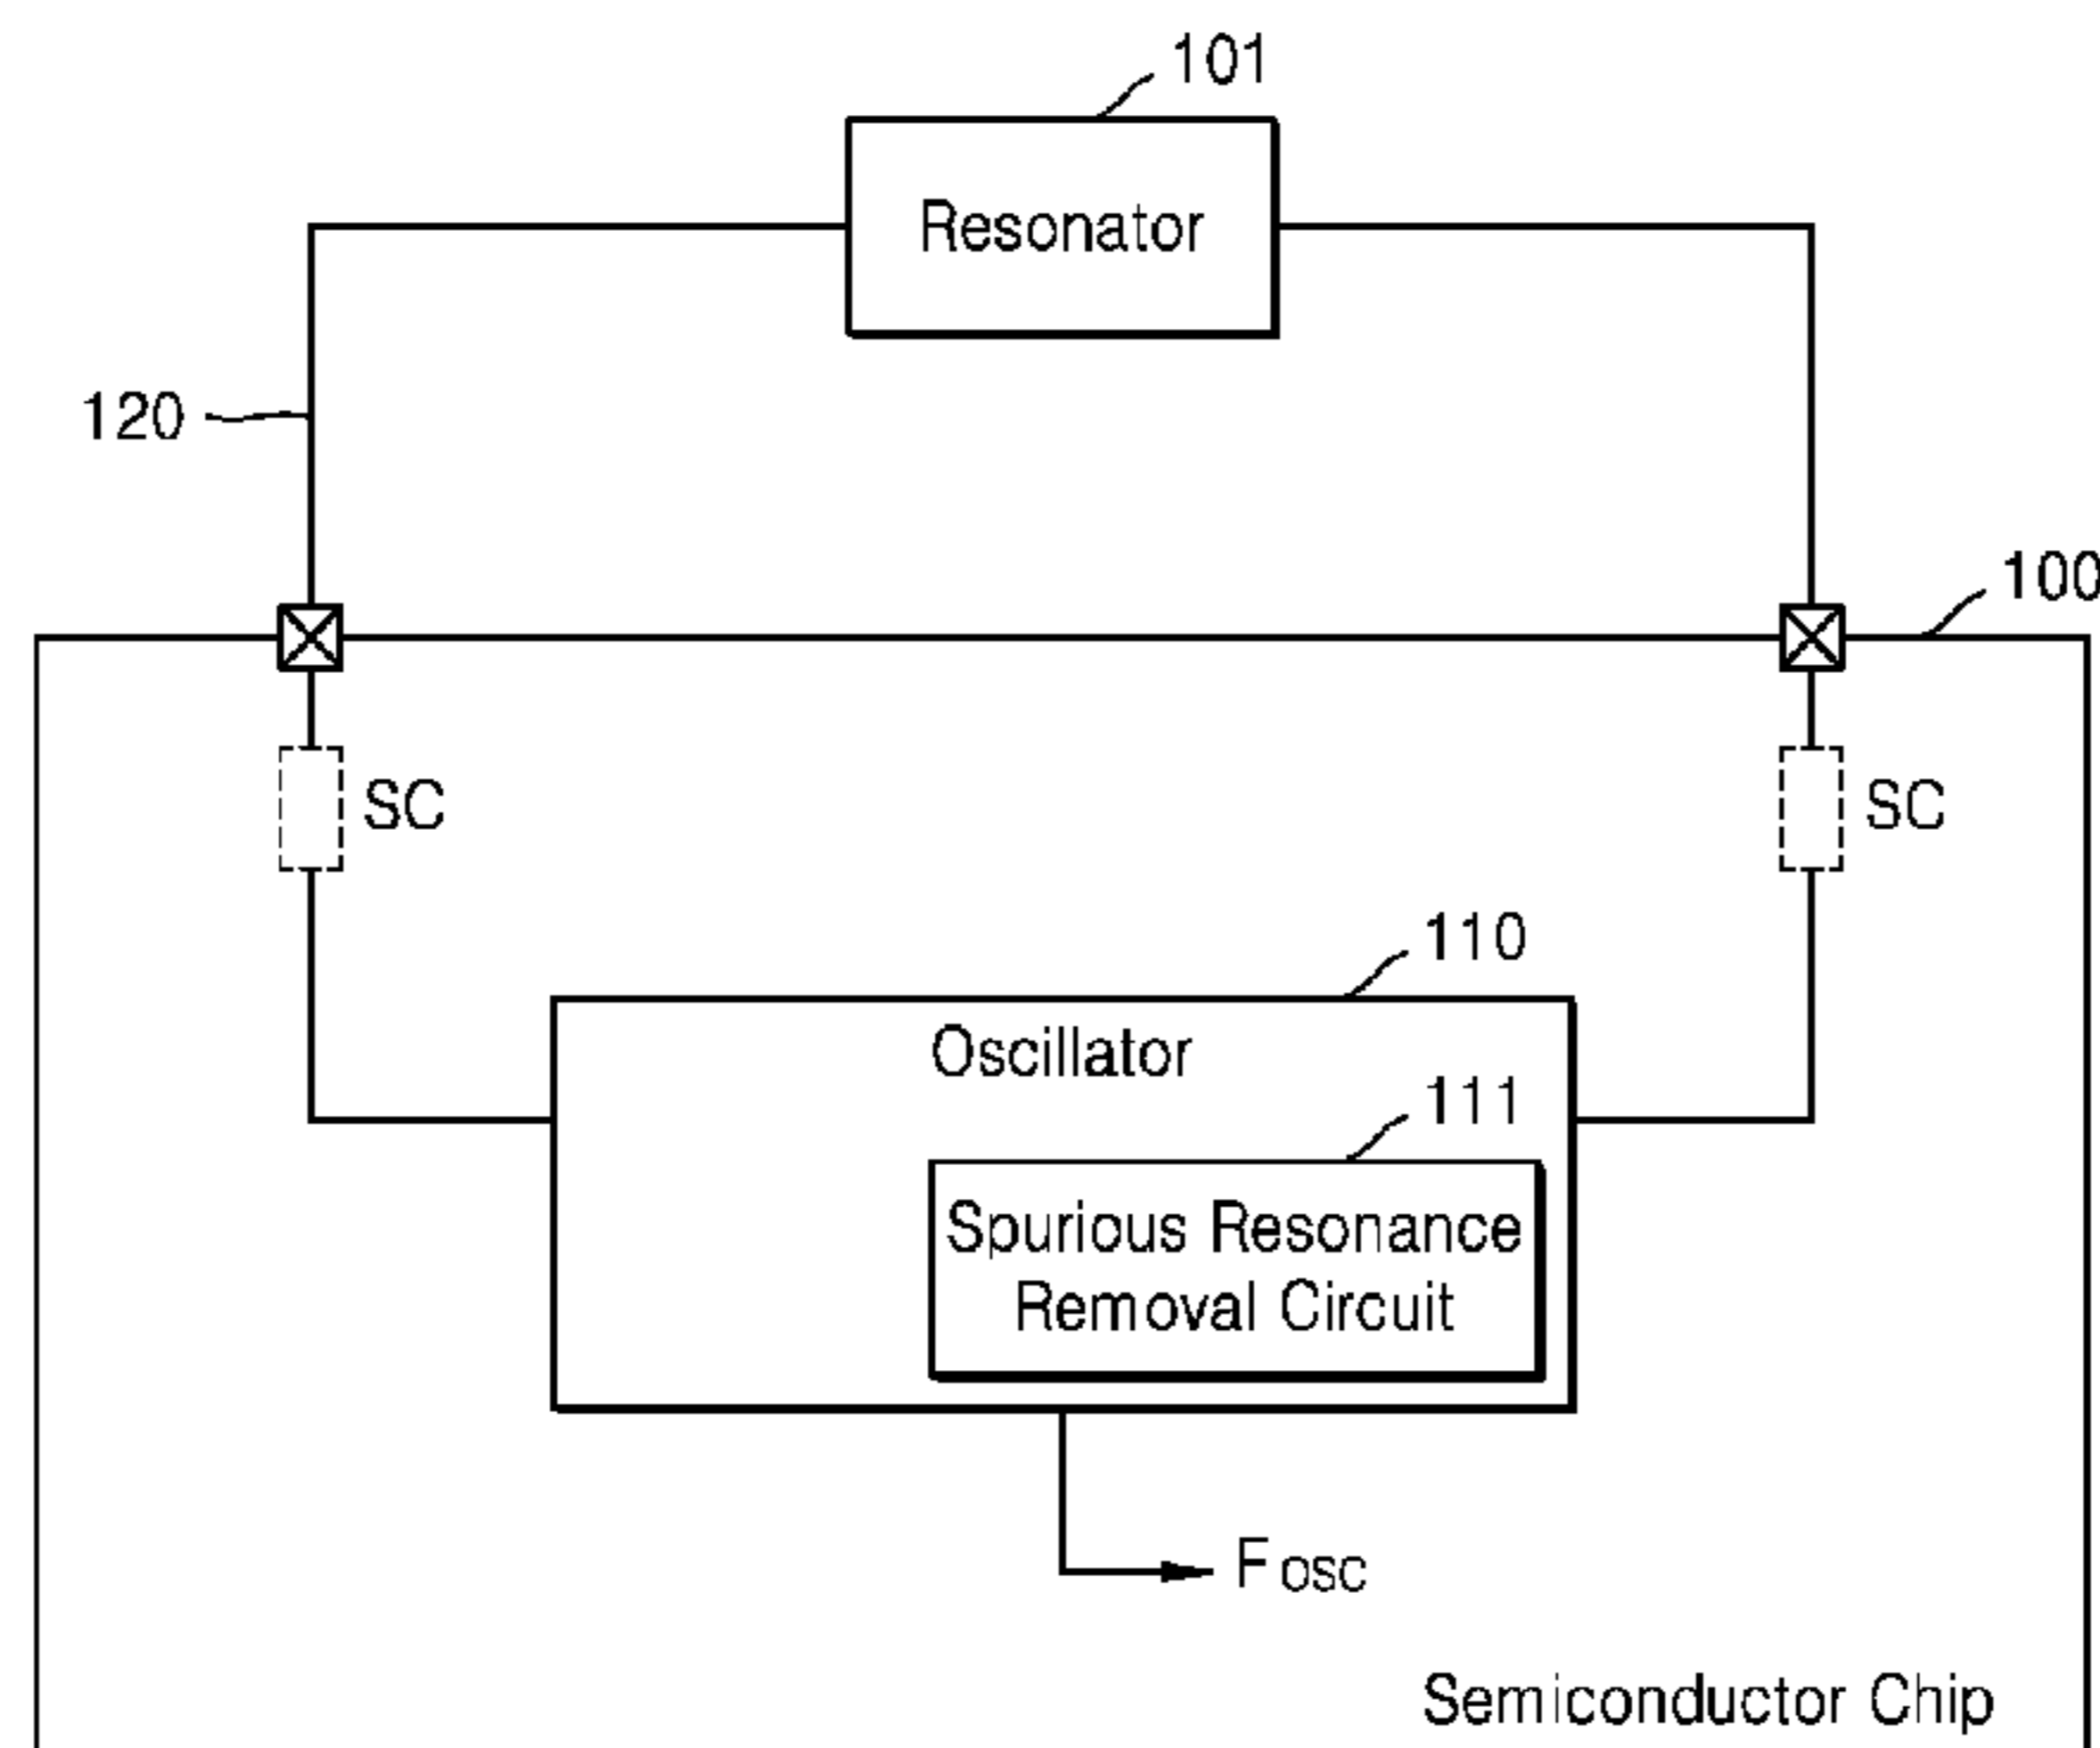 101
Resonator
120
100
SC
SC
110
Oscillator
111
Spurious Resonance
Removal Circuit
Fosc
Semiconductor Chip